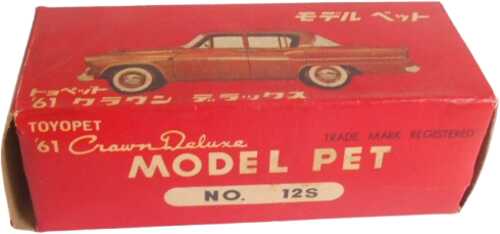 モデル ペット
トヨペット
'61 クラウン デラックス
TOYOPET
'61 Crown Deluxe
TRADE MARK REGISTERED
MODEL PET
NO. 12S